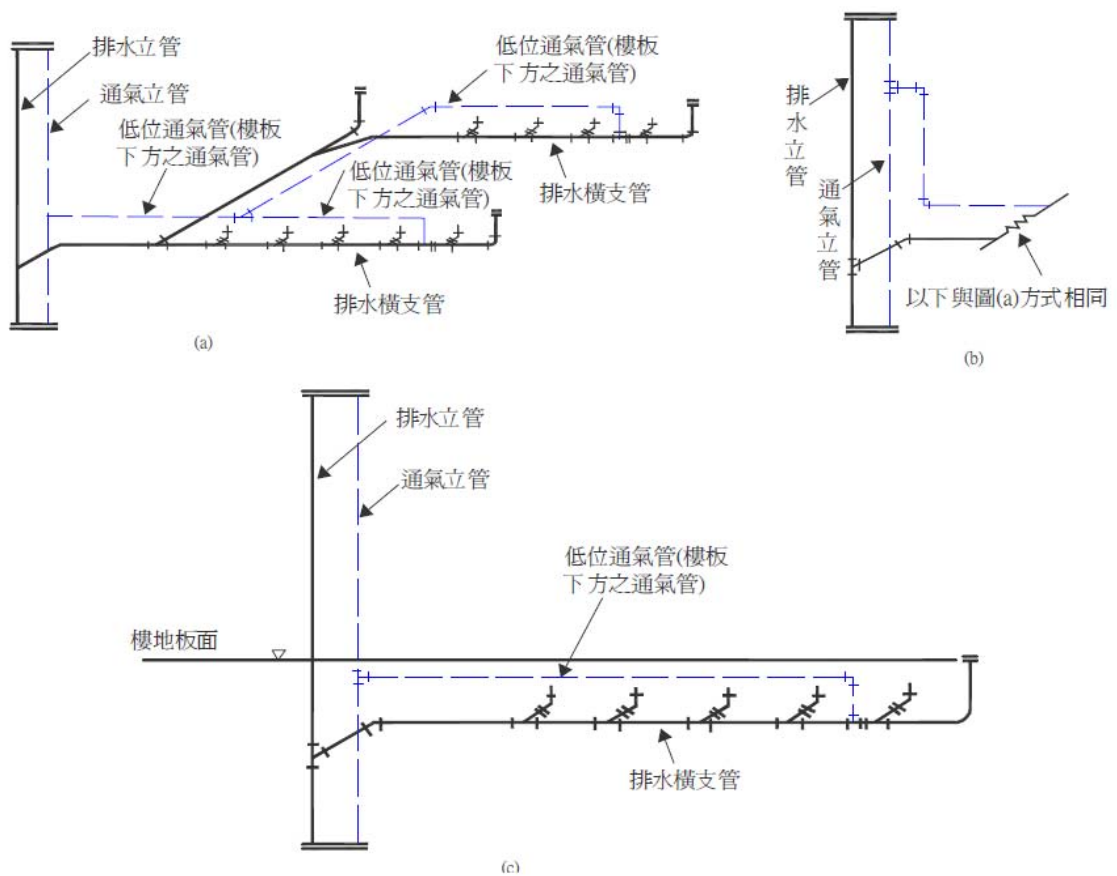 排水立管
通氣立管
低位通氣管(樓板
下方之通氣管)
低位通氣管(樓板
下方之通氣管)
低位通氣管(樓板
下方之通氣管)
排水橫支管
排水橫支管
(a)
排水立管
通氣立管
以下與圖(a)方式相同
(b)
排水立管
通氣立管
低位通氣管(樓板
下方之通氣管)
樓地板面
排水橫支管
(c)